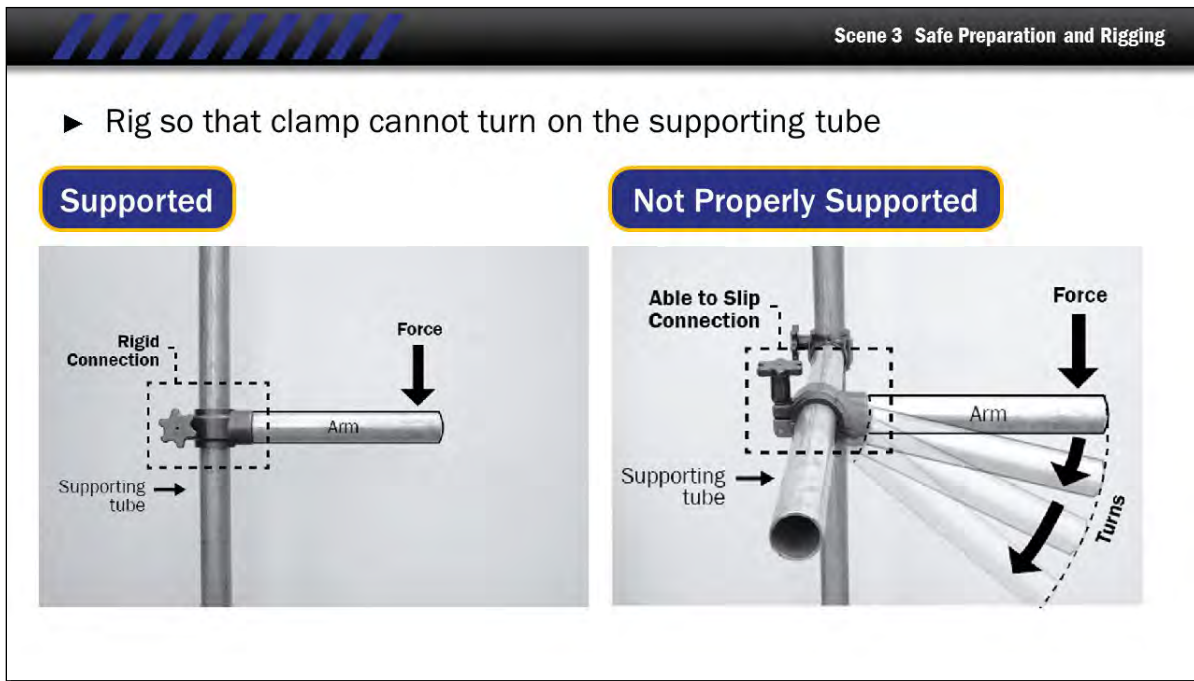 Scene 3 Safe Preparation and Rigging
► Rig so that clamp cannot turn on the supporting tube
Supported
Rigid
Connection
Force
Arm
Supporting
tube
Not Properly Supported
Able to Slip
Connection
Force
Arm
Supporting
tube
Turns